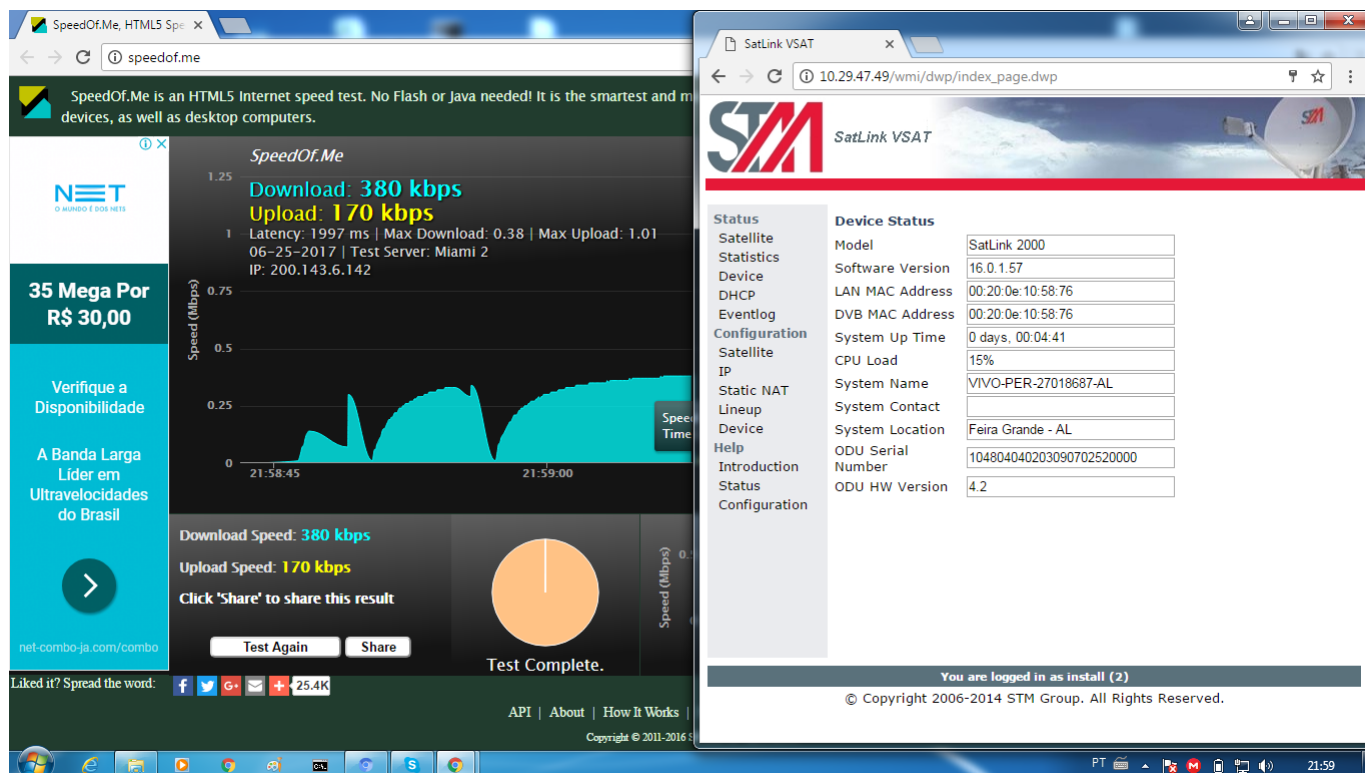 SpeedOf.Me, HTML5 Spe
speedof.me
SpeedOf.Me is an HTML5 Internet speed test. No Flash or Java needed! It is the smartest and m
devices, as well as desktop computers.
NET
O MUNDO É DOS NETS
35 Mega Por
R$ 30,00
Verifique a
Disponibilidade
A Banda Larga
Líder em
Ultravelocidades
do Brasil
net-combo-ja.com/combo
SpeedOf.Me
Download: 380 kbps
Upload: 170 kbps
Latency: 1997 ms | Max Download: 0.38 | Max Upload: 1.01
06-25-2017 | Test Server: Miami 2
IP: 200.143.6.142
Speed (Mbps)
1.25
1
0.75
0.5
0.25
0
21:58:45
21:59:00
Speed
Time
Download Speed: 380 kbps
Upload Speed: 170 kbps
Click 'Share' to share this result
Test Again
Share
Test Complete.
Speed (Mbps)
0.5
0
Liked it? Spread the word:
25.4K
API | About | How It Works |
Copyright © 2011-2016 S
SatLink VSAT
10.29.47.49/wmi/dwp/index_page.dwp
STM
SatLink VSAT
STM
Status
Satellite
Statistics
Device
DHCP
Eventlog
Configuration
Satellite
IP
Static NAT
Lineup
Device
Help
Introduction
Status
Configuration
Device Status
Model SatLink 2000
Software Version 16.0.1.57
LAN MAC Address 00:20:0e:10:58:76
DVB MAC Address 00:20:0e:10:58:76
System Up Time 0 days, 00:04:41
CPU Load 15%
System Name VIVO-PER-27018687-AL
System Contact
System Location Feira Grande - AL
ODU Serial Number 104804040203090702520000
ODU HW Version 4.2
You are logged in as install (2)
© Copyright 2006-2014 STM Group. All Rights Reserved.
PT
21:59